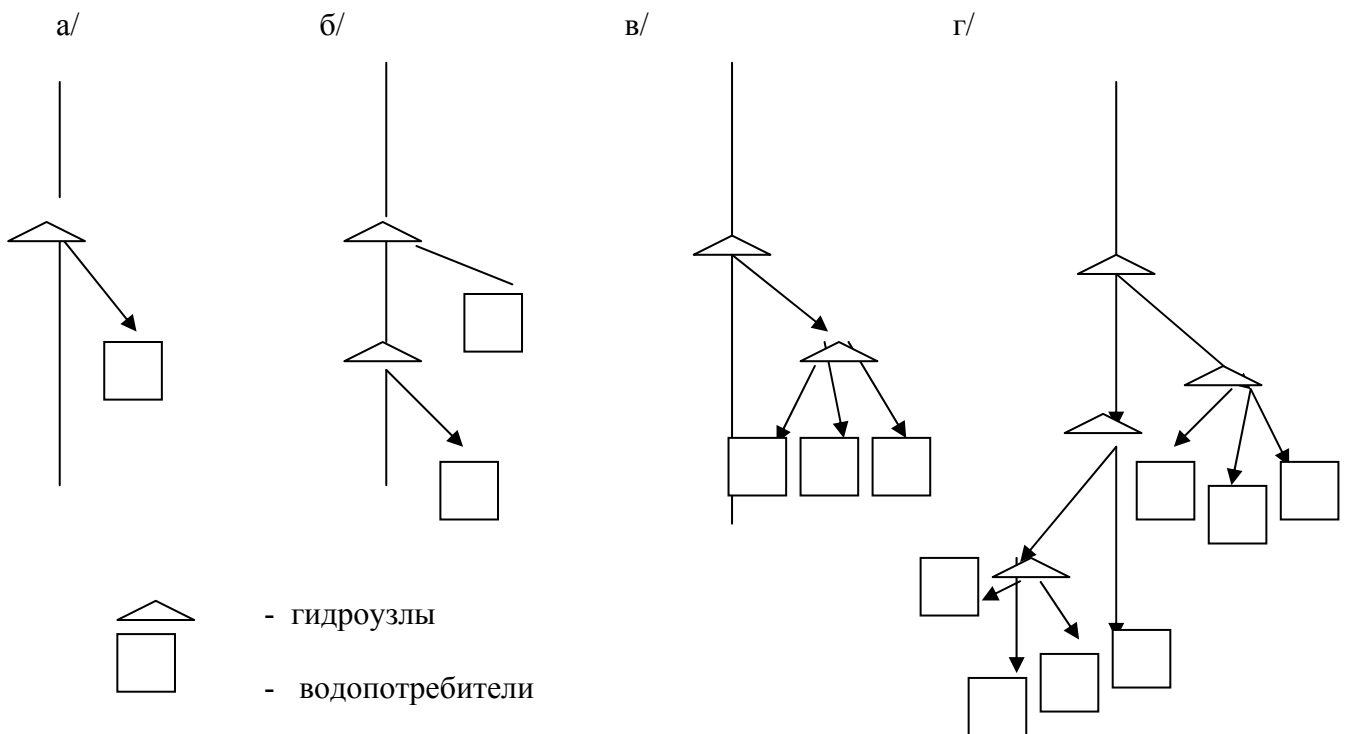 а/ б/ в/ г/
- гидроузлы
- водопотребители